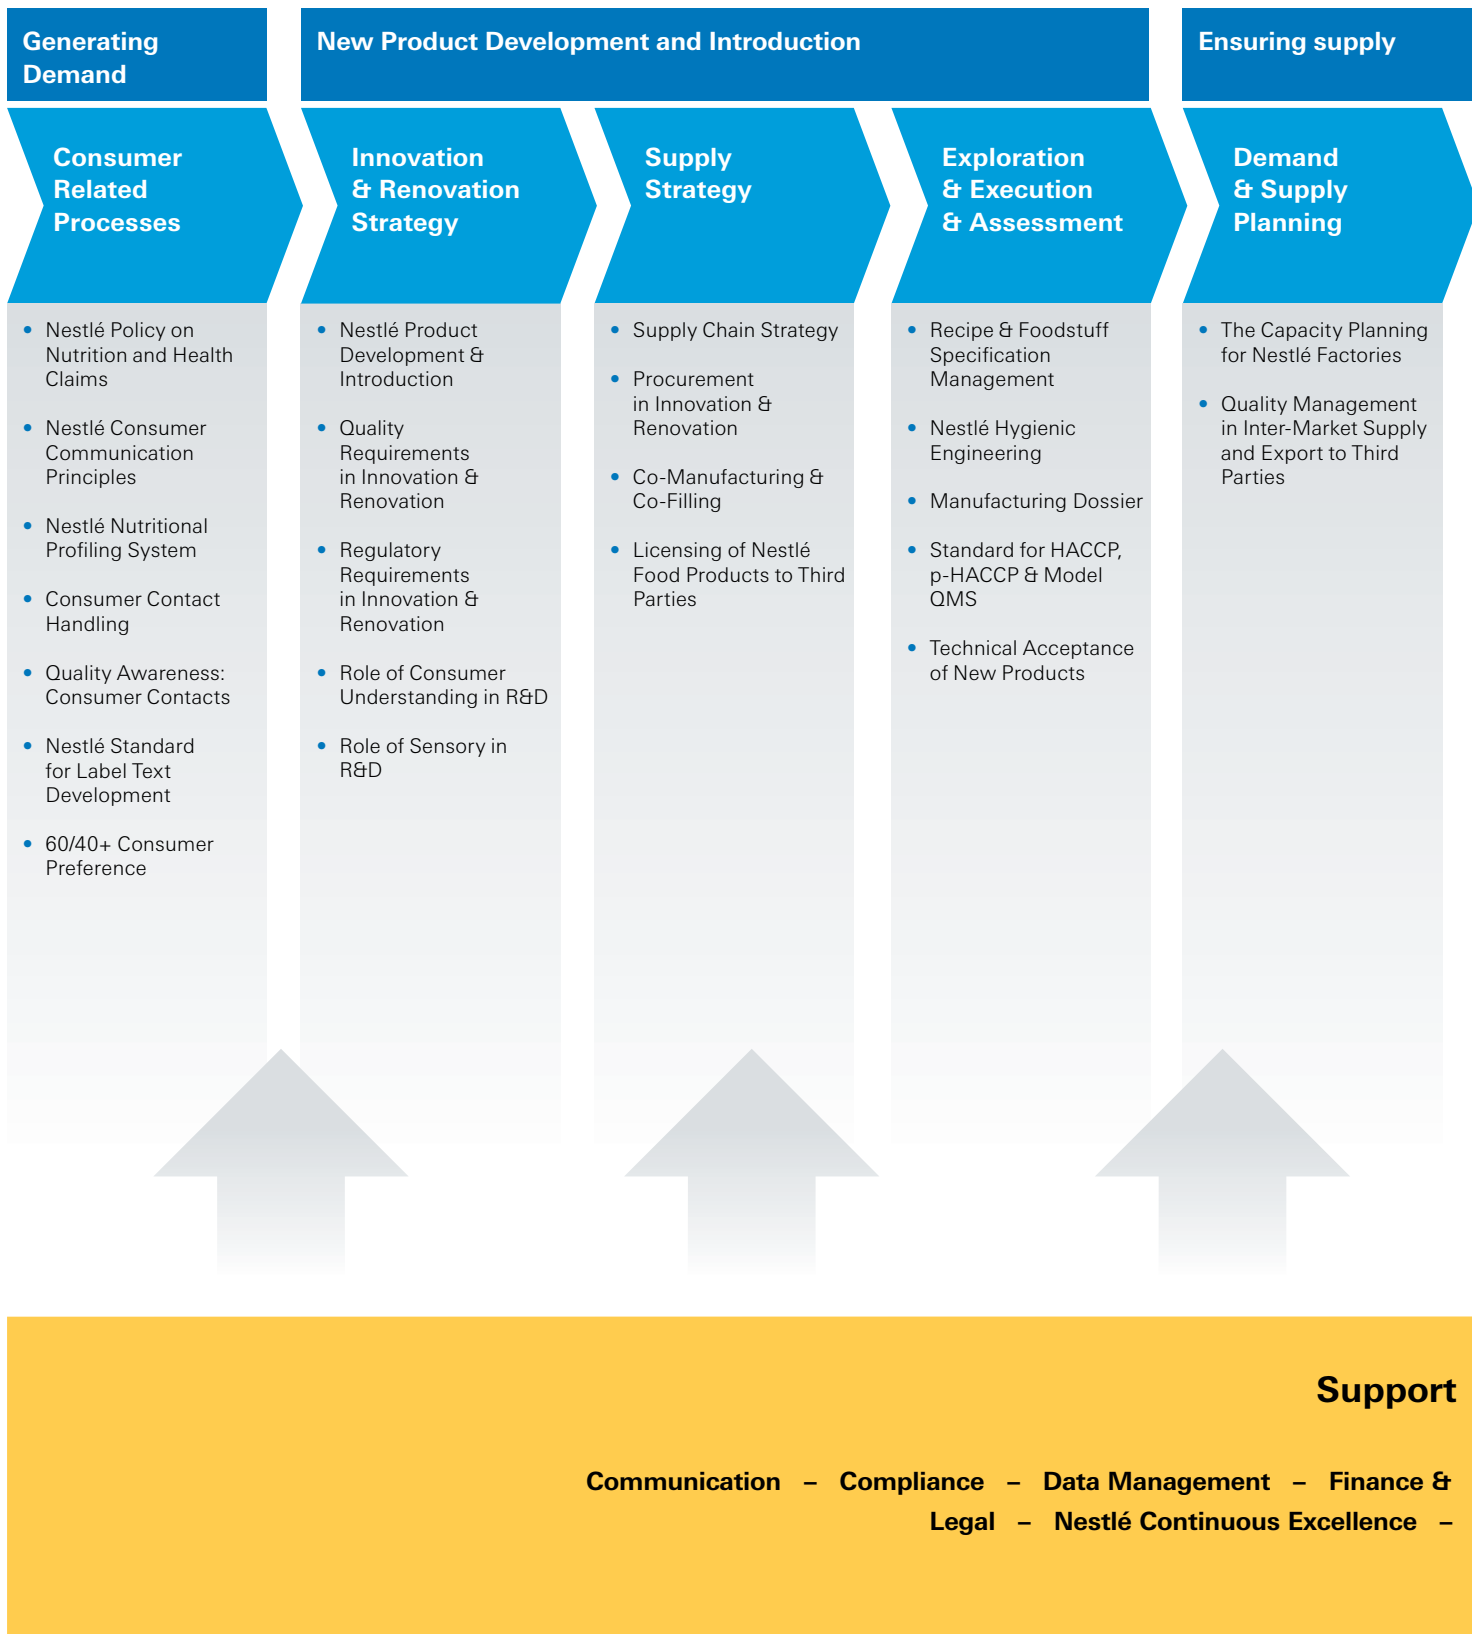 Generating
Demand
New Product Development and Introduction
Ensuring supply
Consumer
Related
Processes
Innovation
& Renovation
Strategy
Supply
Strategy
Exploration
& Execution
& Assessment
Demand
& Supply
Planning
• Nestlé Policy on
Nutrition and Health
Claims
• Nestlé Consumer
Communication
Principles
• Nestlé Nutritional
Profiling System
• Consumer Contact
Handling
• Quality Awareness:
Consumer Contacts
• Nestlé Standard
for Label Text
Development
• 60/40+ Consumer
Preference
• Nestlé Product
Development &
Introduction
• Quality
Requirements
in Innovation &
Renovation
• Regulatory
Requirements
in Innovation &
Renovation
• Role of Consumer
Understanding in R&D
• Role of Sensory in
R&D
• Supply Chain Strategy
• Procurement
in Innovation &
Renovation
• Co-Manufacturing &
Co-Filling
• Licensing of Nestlé
Food Products to Third
Parties
• Recipe & Foodstuff
Specification
Management
• Nestlé Hygienic
Engineering
• Manufacturing Dossier
• Standard for HACCP,
p-HACCP & Model
QMS
• Technical Acceptance
of New Products
• The Capacity Planning
for Nestlé Factories
• Quality Management
in Inter-Market Supply
and Export to Third
Parties
Support
Communication – Compliance – Data Management – Finance &
Legal – Nestlé Continuous Excellence –